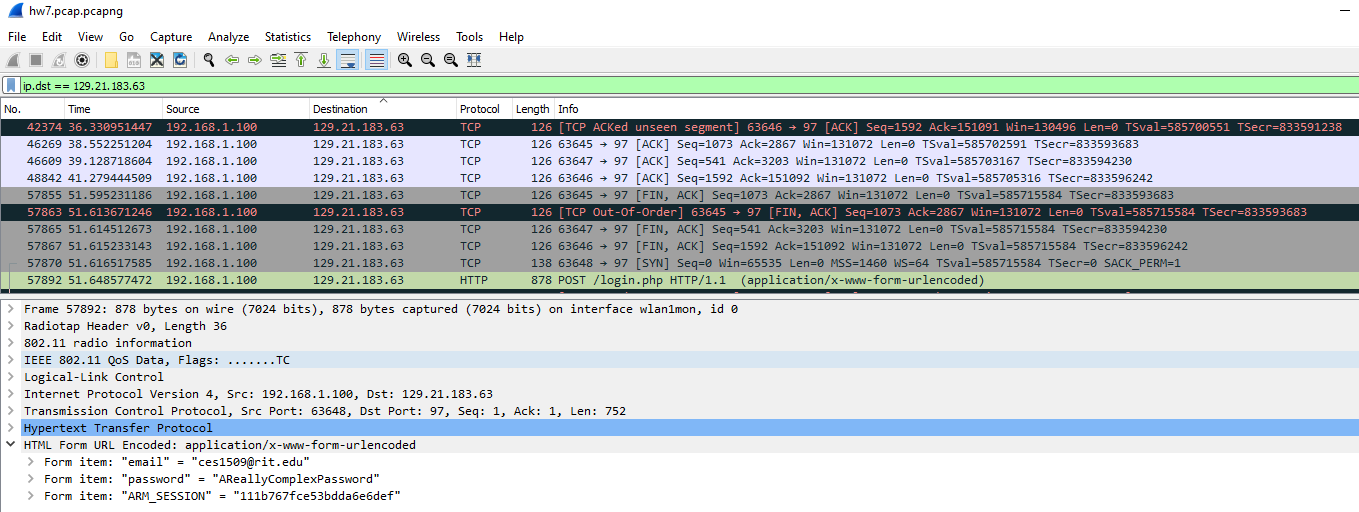 hw7.pcap.pcapng
File Edit View Go Capture Analyze Statistics Telephony Wireless Tools Help
ip.dst == 129.21.183.63
No. Time Source Destination Protocol Length Info
42374 36.330951447 192.168.1.100 129.21.183.63 TCP 126 [TCP ACKed unseen segment] 63646 → 97 [ACK] Seq=1592 Ack=151091 Win=130496 Len=0 TSval=585700551 TSecr=833591238
46269 38.552251204 192.168.1.100 129.21.183.63 TCP 126 63645 → 97 [ACK] Seq=1073 Ack=2867 Win=131072 Len=0 TSval=585702591 TSecr=833593683
46609 39.128718604 192.168.1.100 129.21.183.63 TCP 126 63647 → 97 [ACK] Seq=541 Ack=3203 Win=131072 Len=0 TSval=585703167 TSecr=833594230
48842 41.279444509 192.168.1.100 129.21.183.63 TCP 126 63646 → 97 [ACK] Seq=1592 Ack=151092 Win=131072 Len=0 TSval=585705316 TSecr=833596242
57855 51.595231186 192.168.1.100 129.21.183.63 TCP 126 63645 → 97 [FIN, ACK] Seq=1073 Ack=2867 Win=131072 Len=0 TSval=585715584 TSecr=833593683
57863 51.613671246 192.168.1.100 129.21.183.63 TCP 126 [TCP Out-Of-Order] 63645 → 97 [FIN, ACK] Seq=1073 Ack=2867 Win=131072 Len=0 TSval=585715584 TSecr=833593683
57865 51.614512673 192.168.1.100 129.21.183.63 TCP 126 63647 → 97 [FIN, ACK] Seq=541 Ack=3203 Win=131072 Len=0 TSval=585715584 TSecr=833594230
57867 51.615233143 192.168.1.100 129.21.183.63 TCP 126 63646 → 97 [FIN, ACK] Seq=1592 Ack=151092 Win=131072 Len=0 TSval=585715584 TSecr=833596242
57870 51.616517585 192.168.1.100 129.21.183.63 TCP 138 63648 → 97 [SYN] Seq=0 Win=65535 Len=0 MSS=1460 WS=64 TSval=585715584 TSecr=0 SACK_PERM=1
57892 51.648577472 192.168.1.100 129.21.183.63 HTTP 878 POST /login.php HTTP/1.1 (application/x-www-form-urlencoded)
Frame 57892: 878 bytes on wire (7024 bits), 878 bytes captured (7024 bits) on interface wlan1mon, id 0
Radiotap Header v0, Length 36
802.11 radio information
IEEE 802.11 QoS Data, Flags: .......TC
Logical-Link Control
Internet Protocol Version 4, Src: 192.168.1.100, Dst: 129.21.183.63
Transmission Control Protocol, Src Port: 63648, Dst Port: 97, Seq: 1, Ack: 1, Len: 752
Hypertext Transfer Protocol
HTML Form URL Encoded: application/x-www-form-urlencoded
Form item: "email" = "ces1509@rit.edu"
Form item: "password" = "AReallyComplexPassword"
Form item: "ARM_SESSION" = "111b767fce53bdda6e6def"